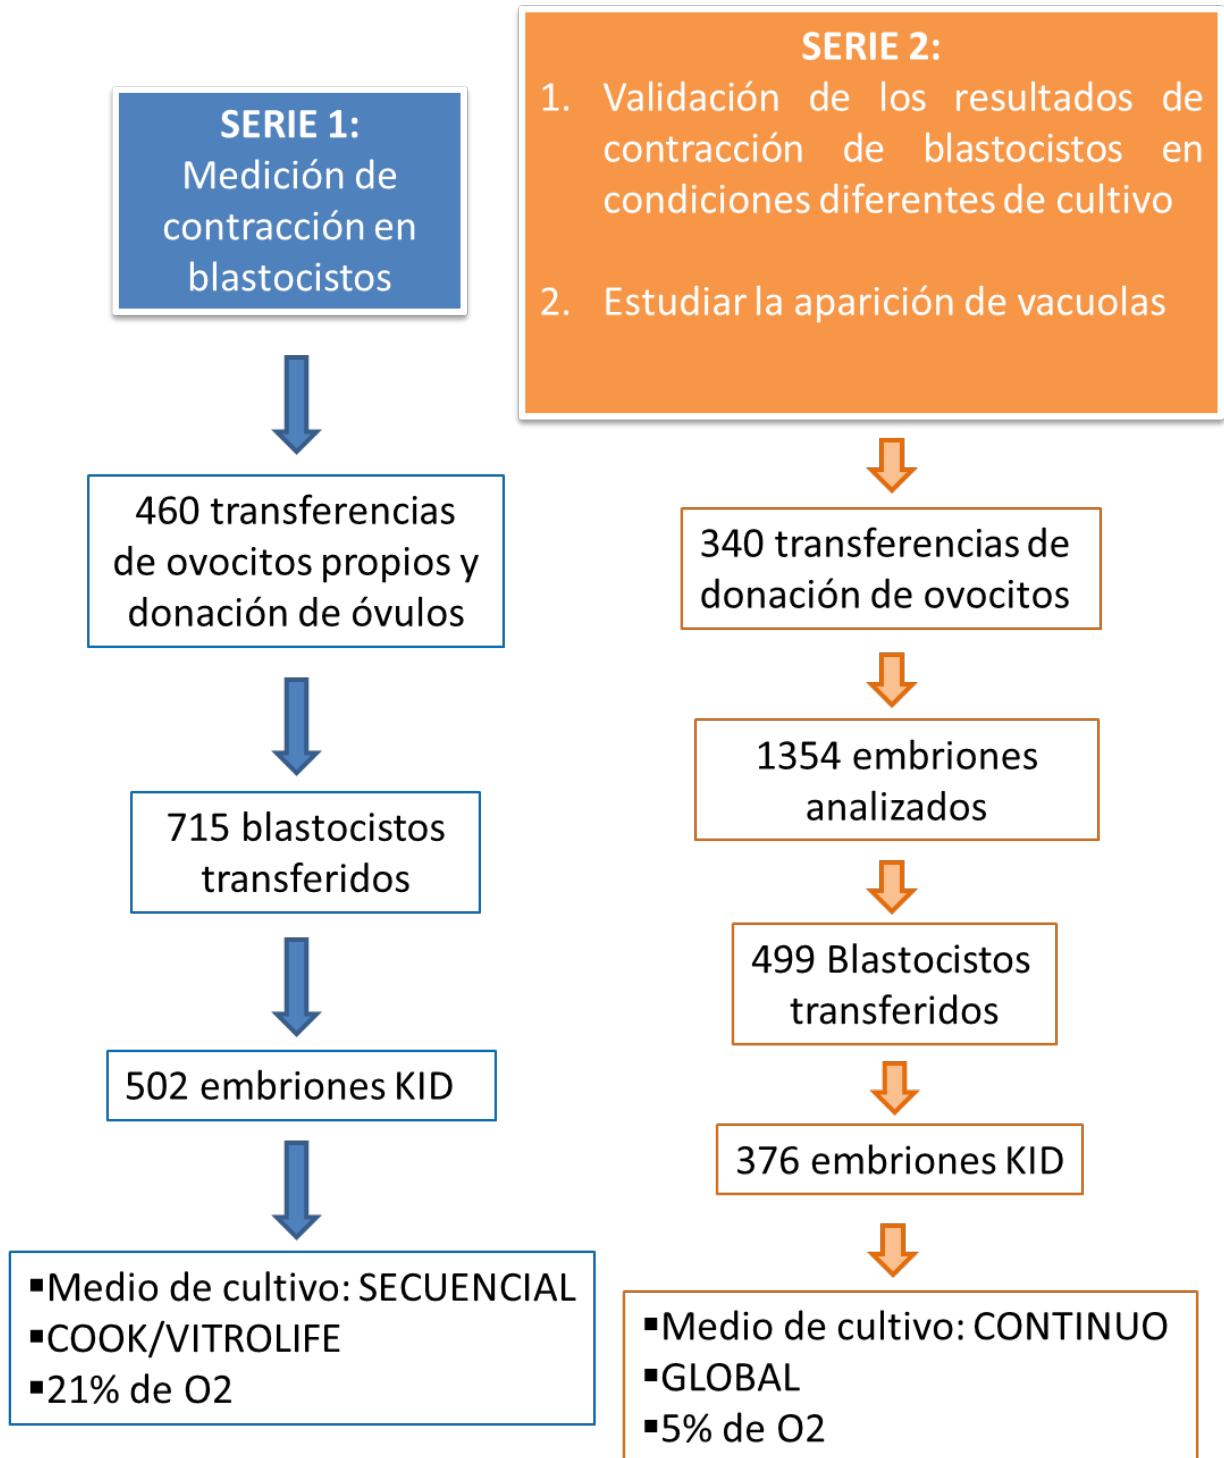 SERIE 1:
Medición de
contracción en
blastocistos
460 transferencias
de ovocitos propios y
donación de óvulos
715 blastocistos
transferidos
502 embriones KID
▪Medio de cultivo: SECUENCIAL
▪COOK/VITROLIFE
▪21% de O2
SERIE 2:
1. Validación de los resultados de
contracción de blastocistos en
condiciones diferentes de cultivo
2. Estudiar la aparición de vacuolas
340 transferencias de
donación de ovocitos
1354 embriones
analizados
499 Blastocistos
transferidos
376 embriones KID
▪Medio de cultivo: CONTINUO
▪GLOBAL
▪5% de O2